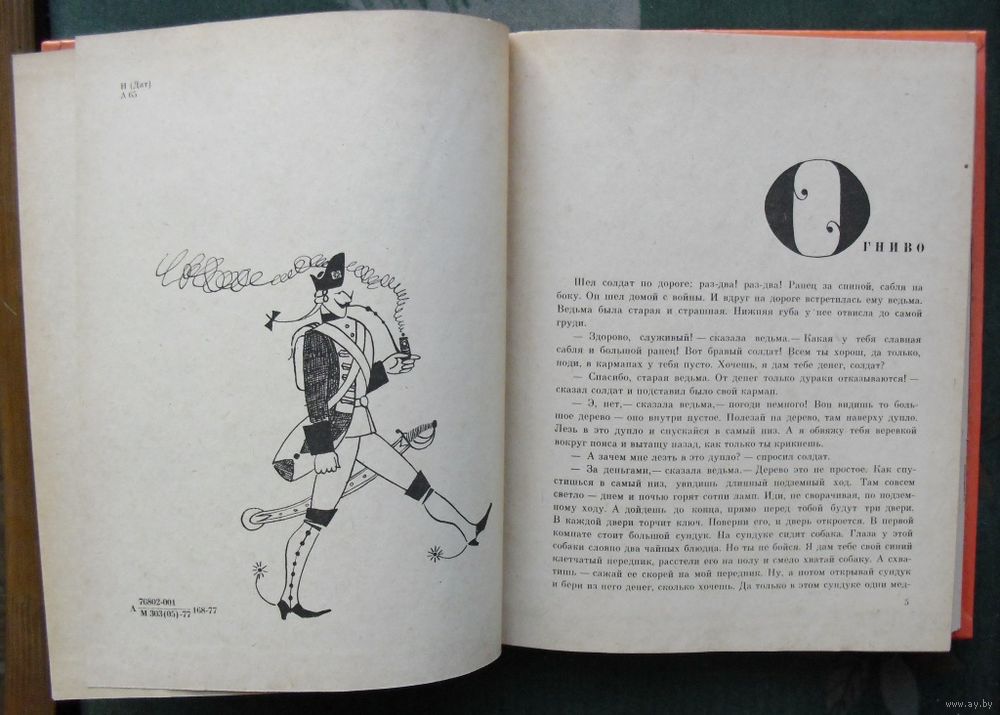 И (Дат)
А 65
76802-001
А 168-77
М 303(05)-77
ОГНИВО
Шел солдат по дороге: раз-два! раз-два! Ранец за спиной, сабля на
боку. Он шел домой с войны. И вдруг на дороге встретилась ему ведьма.
Ведьма была старая и страшная. Нижняя губа у нее отвисла до самой
груди.
— Здорово, служивый! — сказала ведьма.— Какая у тебя славная
сабля и большой ранец! Вот бравый солдат! Всем ты хорош, да только,
поди, в карманах у тебя пусто. Хочешь, я дам тебе денег, солдат?
— Спасибо, старая ведьма. От денег только дураки отказываются! —
сказал солдат и подставил было свой карман.
— Э, нет,— сказала ведьма,— погоди немного! Вон видишь то боль-
шое дерево — оно внутри пустое. Полезай на дерево, там наверху дупло.
Лезь в это дупло и спускайся в самый низ. А я обвяжу тебя веревкой
вокруг пояса и вытащу назад, как только ты крикнешь.
— А зачем мне лезть в это дупло? — спросил солдат.
— За деньгами,— сказала ведьма.— Дерево это не простое. Как спу-
стишься в самый низ, увидишь длинный подземный ход. Там совсем
светло — днем и ночью горят сотни ламп. Иди, не сворачивая, по подзем-
ному ходу. А дойдешь до конца, прямо перед тобой будут три двери.
В каждой двери торчит ключ. Поверни его, и дверь откроется. В первой
комнате стоит большой сундук. На сундуке сидит собака. Глаза у этой
собаки словно два чайных блюдца. Но ты не бойся. Я дам тебе свой синий
клетчатый передник, расстели его на полу и смело хватай собаку. А схва-
тишь — сажай ее скорей на мой передник. Ну, а потом открывай сундук
и бери из него денег, сколько хочешь. Да только в этом сундуке одни мед-
5
www.ay.by